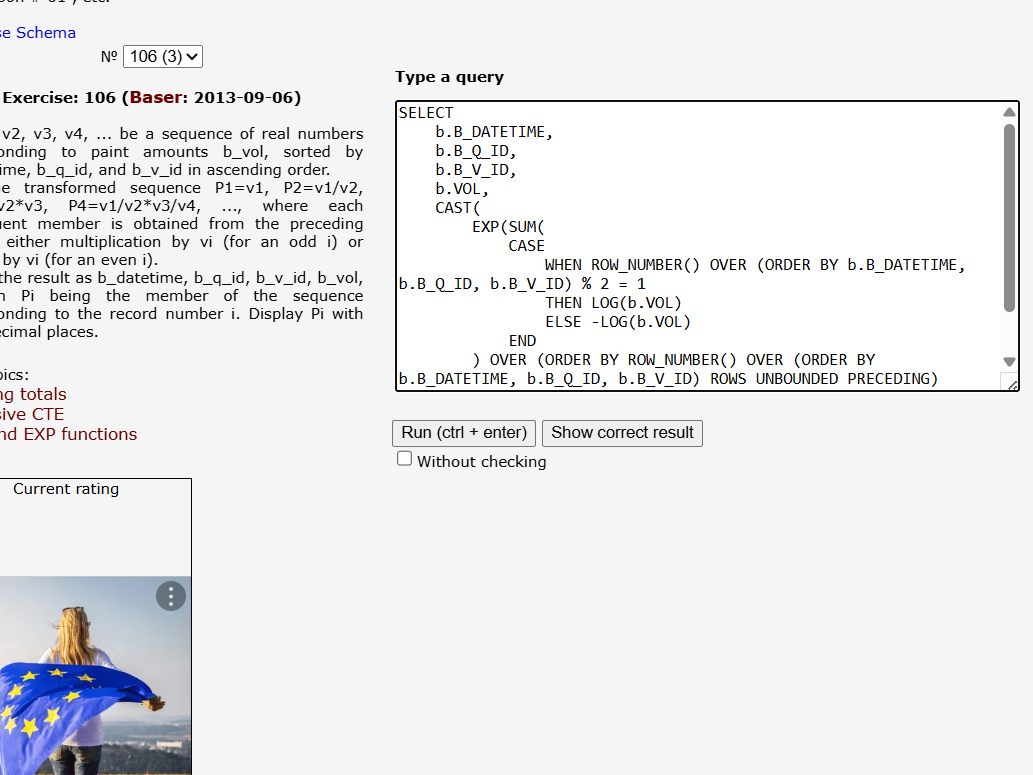 se Schema
№ 106 (3)
Exercise: 106 (Baser: 2013-09-06)
v2, v3, v4, ... be a sequence of real numbers
onding to paint amounts b_vol, sorted by
ime, b_q_id, and b_v_id in ascending order.
e transformed sequence P1=v1, P2=v1/v2,
v2*v3, P4=v1/v2*v3/v4, ..., where each
uent member is obtained from the preceding
either multiplication by vi (for an odd i) or
by vi (for an even i).
the result as b_datetime, b_q_id, b_v_id, b_vol,
n Pi being the member of the sequence
onding to the record number i. Display Pi with
ecimal places.
pics:
ng totals
sive CTE
nd EXP functions
Current rating
Type a query
SELECT
b.B_DATETIME,
b.B_Q_ID,
b.B_V_ID,
b.VOL,
CAST(
EXP(SUM(
CASE
WHEN ROW_NUMBER() OVER (ORDER BY b.B_DATETIME,
b.B_Q_ID, b.B_V_ID) % 2 = 1
THEN LOG(b.VOL)
ELSE -LOG(b.VOL)
END
) OVER (ORDER BY ROW_NUMBER() OVER (ORDER BY
b.B_DATETIME, b.B_Q_ID, b.B_V_ID) ROWS UNBOUNDED PRECEDING)
Run (ctrl + enter) Show correct result
Without checking